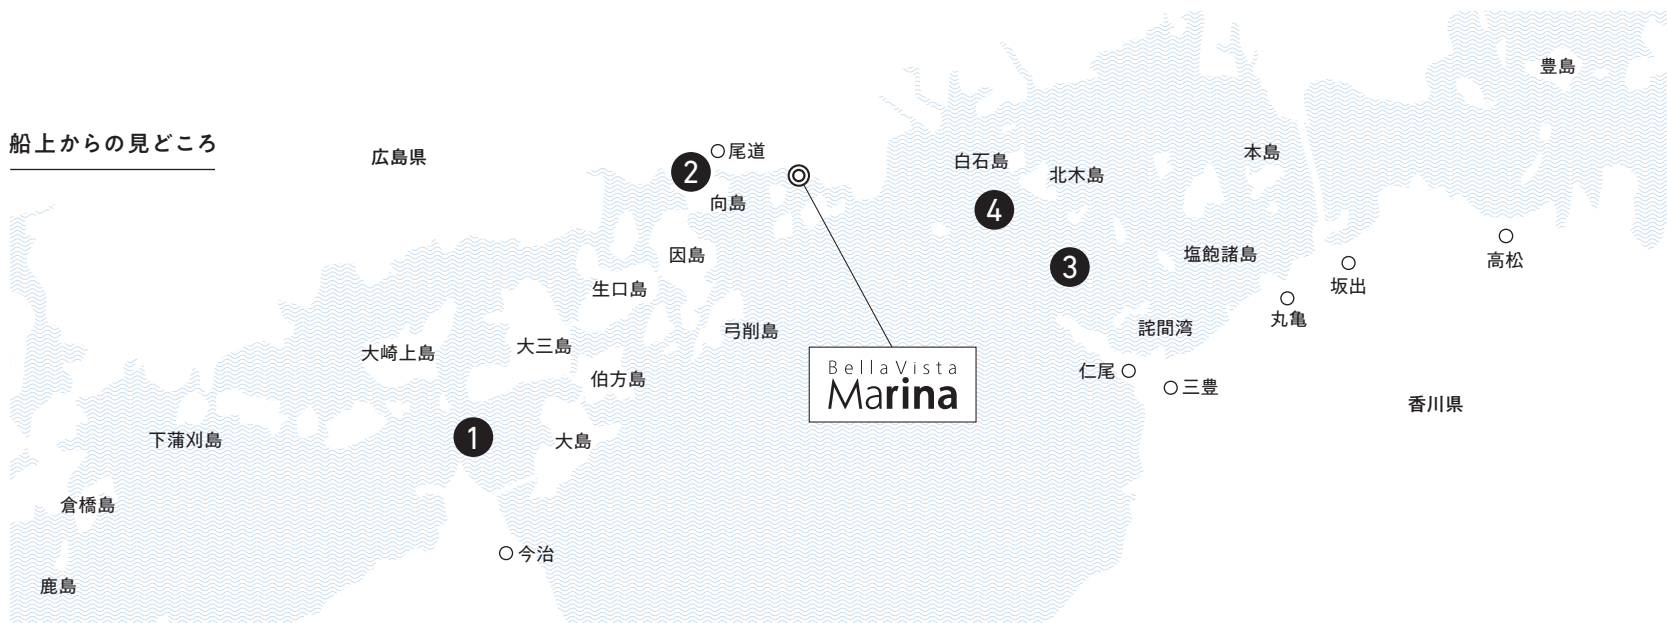 船上からの見どころ
広島県
2
尾道
向島
因島
生口島
弓削島
大崎上島
大三島
伯方島
下蒲刈島
1
大島
倉橋島
今治
鹿島
BellaVista
Marina
白石島
北木島
本島
豊島
4
3
塩飽諸島
坂出
高松
丸亀
詫間湾
仁尾
三豊
香川県